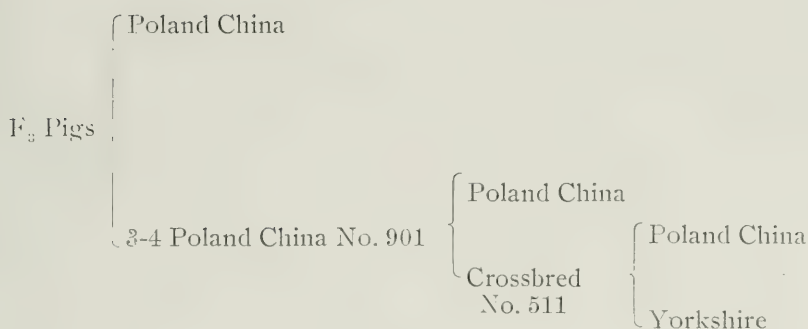 Poland China
F₃ Pigs
Poland China
3-4 Poland China No. 901
Poland China
Crossbred
No. 511
Yorkshire